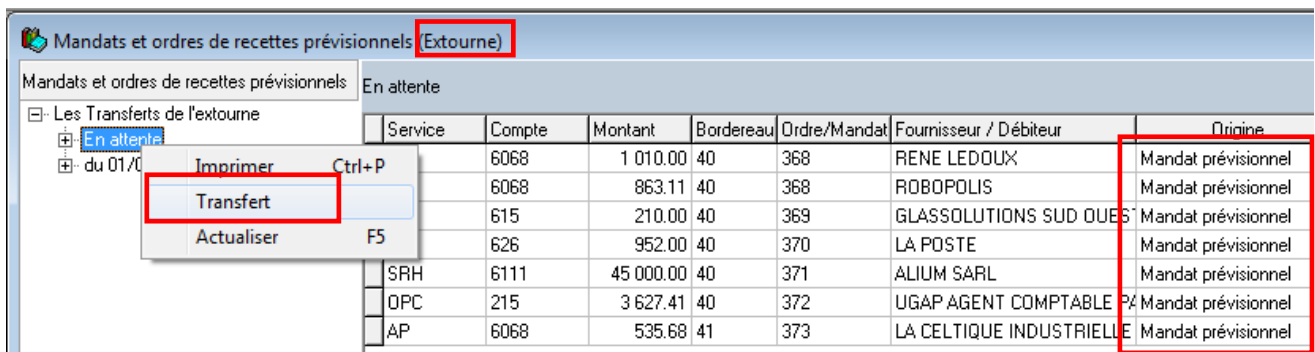 Mandats et ordres de recettes prévisionnels (Extourne)
Mandats et ordres de recettes prévisionnels En attente
Les Transferts de l'extourne
En attente
du 01/0
Imprimer Ctrl+P
Transfert
Actualiser F5
Service Compte Montant Bordereau Ordre/Mandat Fournisseur / Débiteur Origine
6068 1 010.00 40 368 RENE LEDOUX Mandat prévisionnel
6068 863.11 40 368 ROBOPOLIS Mandat prévisionnel
615 210.00 40 369 GLASSOLUTIONS SUD OUEST Mandat prévisionnel
626 952.00 40 370 LA POSTE Mandat prévisionnel
SRH 6111 45 000.00 40 371 ALIUM SARL Mandat prévisionnel
OPC 215 3 627.41 40 372 UGAP AGENT COMPTABLE PA Mandat prévisionnel
AP 6068 535.68 41 373 LA CELTIQUE INDUSTRIELLE Mandat prévisionnel